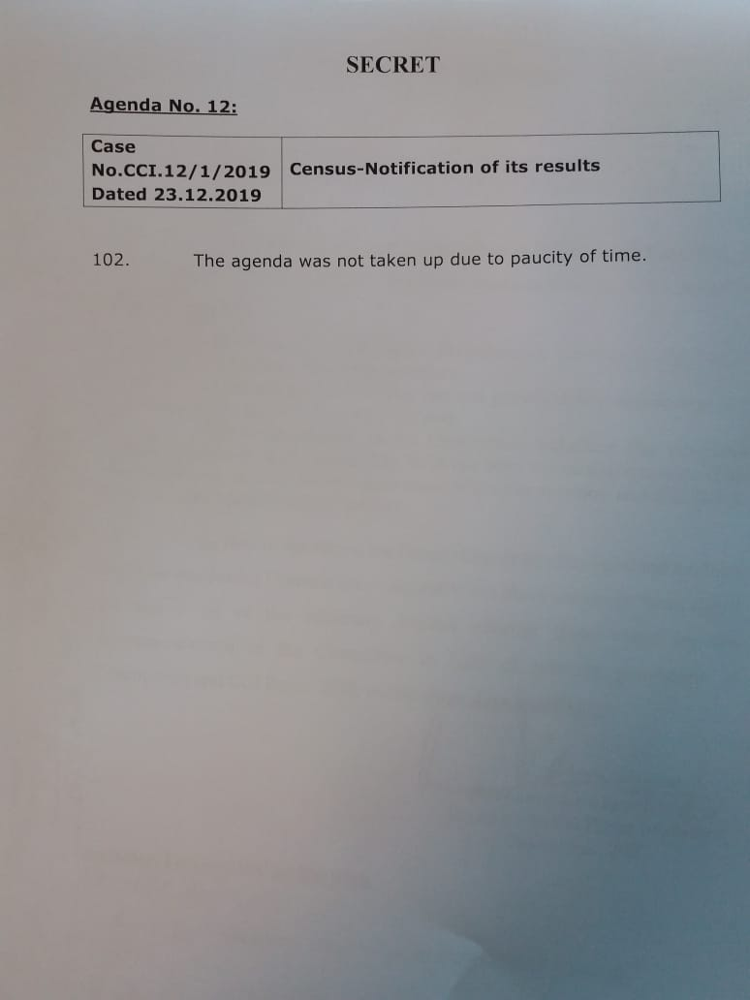 SECRET
Agenda No. 12:
Case
No.CCI.12/1/2019
Dated 23.12.2019
Census-Notification of its results
102. The agenda was not taken up due to paucity of time.